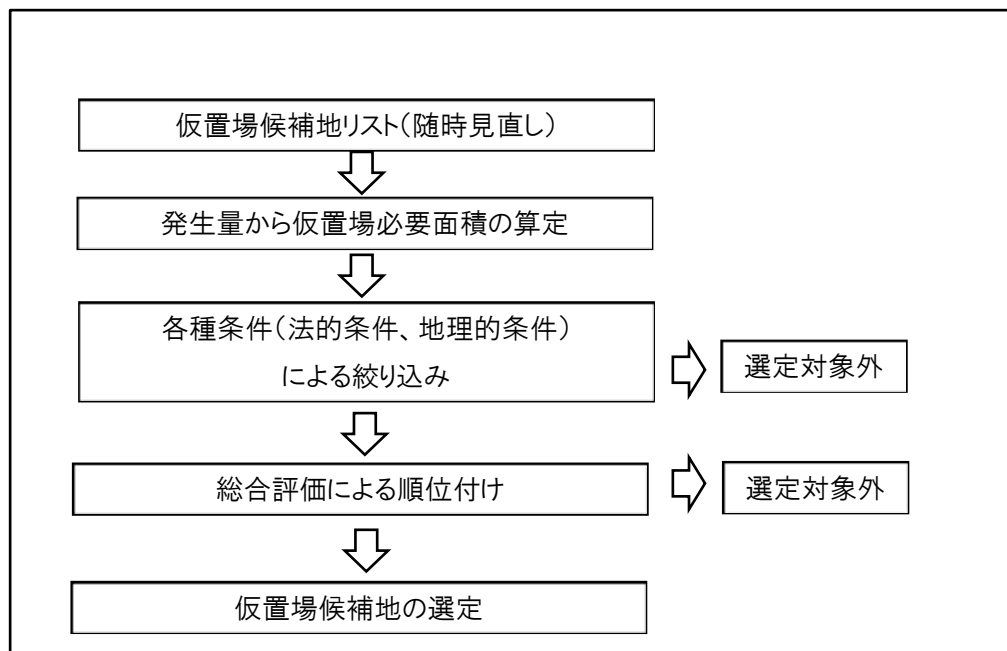 仮置場候補地リスト（随時見直し）
発生量から仮置場必要面積の算定
各種条件（法的条件、地理的条件）
による絞り込み
選定対象外
総合評価による順位付け
選定対象外
仮置場候補地の選定